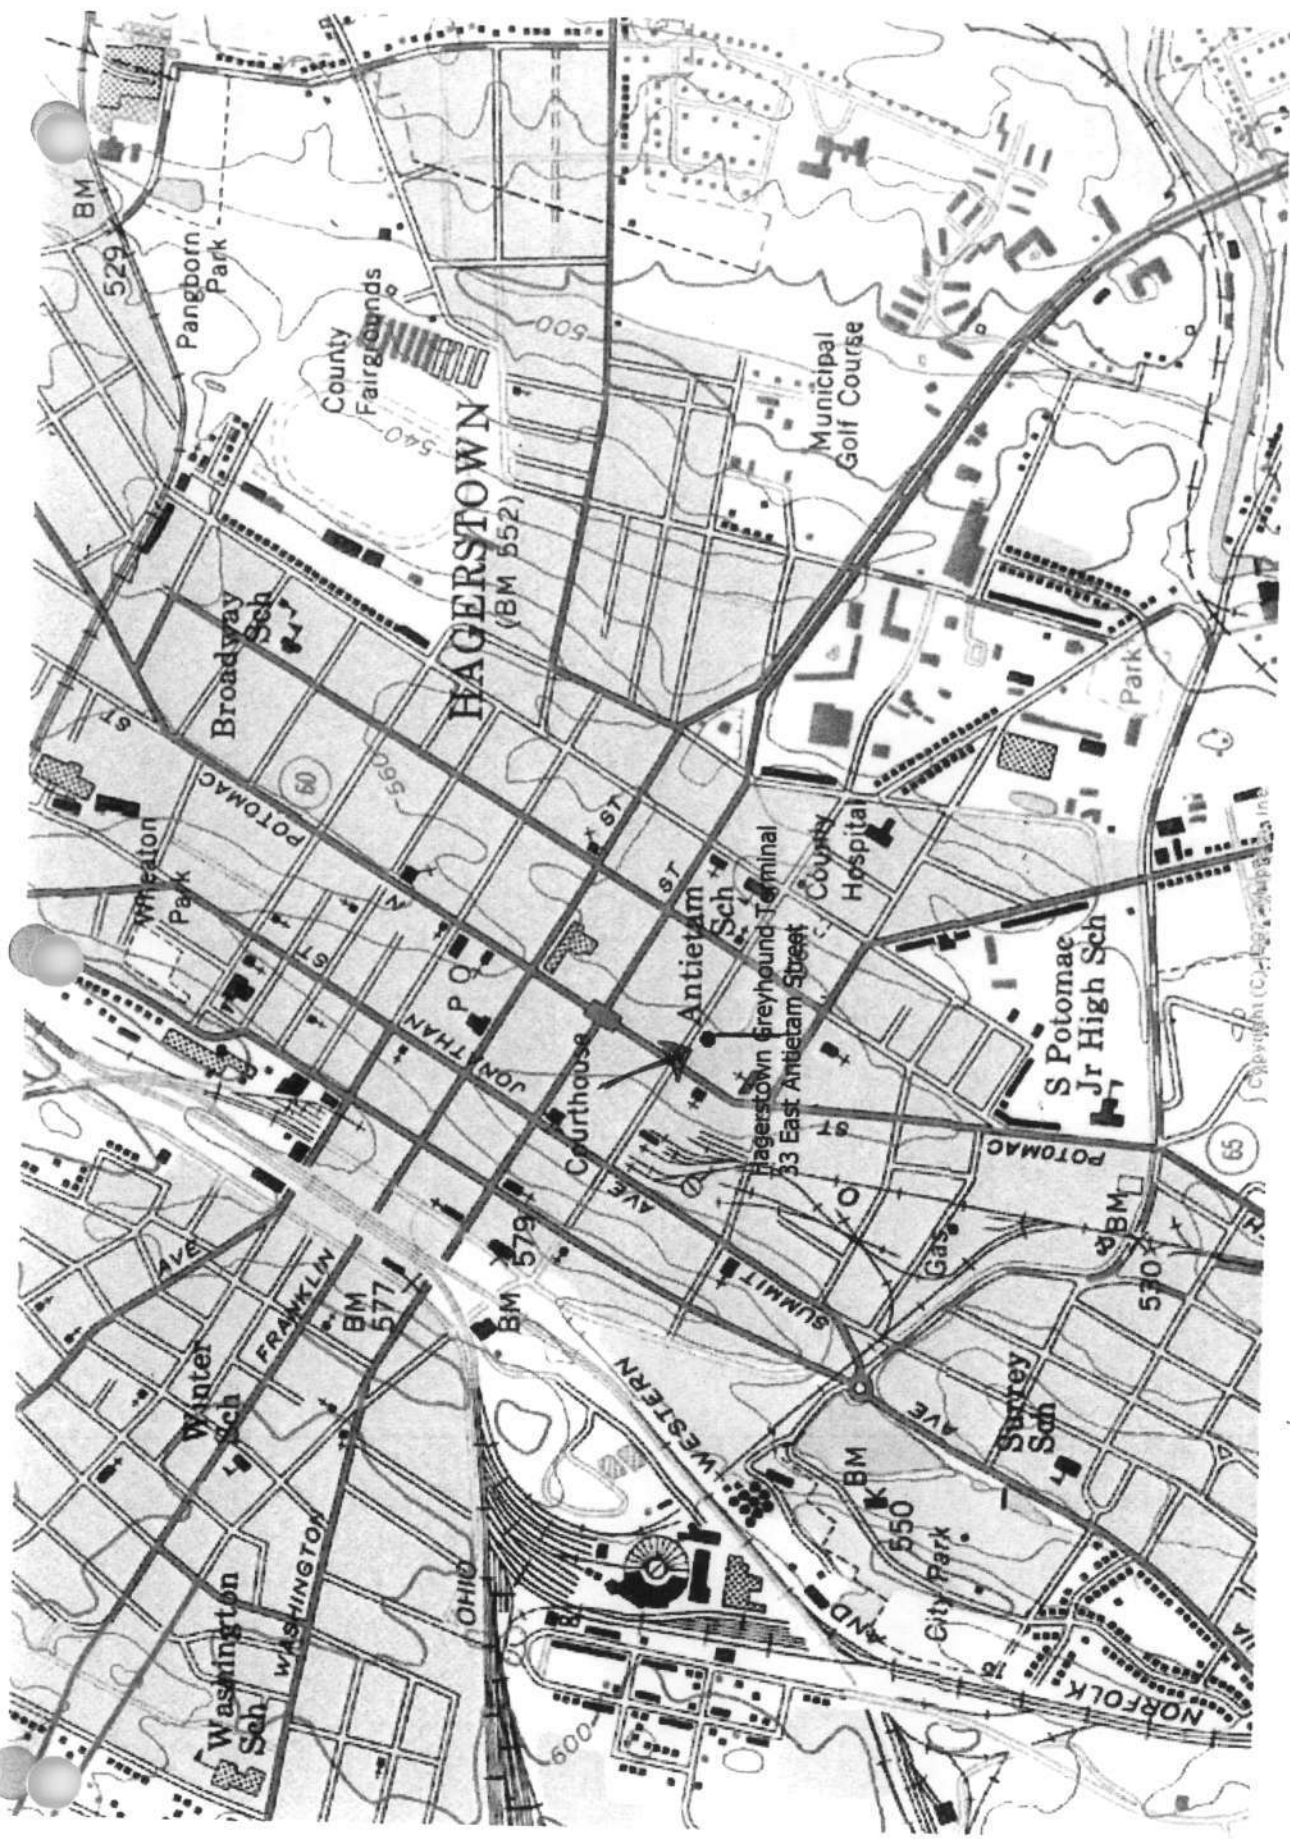 BM
529
Pangborn
Park
County
Fairgrounds
540
500
HAGERSTOWN
(BM 552)
Municipal
Golf Course
Broadway
Sch
ST
POTOMAC
60
560
N
Wheaton
Park
ST
JONATHAN
P O
ST
ST
Antietam
Sch
County
Hospital
Park
Courthouse
Hagerstown Greyhound Terminal
33 East Antietam Street
S Potomac
Jr High Sch
ST
POTOMAC
65
AVE
SUMMIT
Gas
BM
530
AVE
FRANKLIN
BM
577
BM
579
Winter
Sch
WESTERN
AVE
Surrey
Sch
BM
550
City Park
Washington
Sch
WASHINGTON
OHIO
AND
NORFOLK
16
600